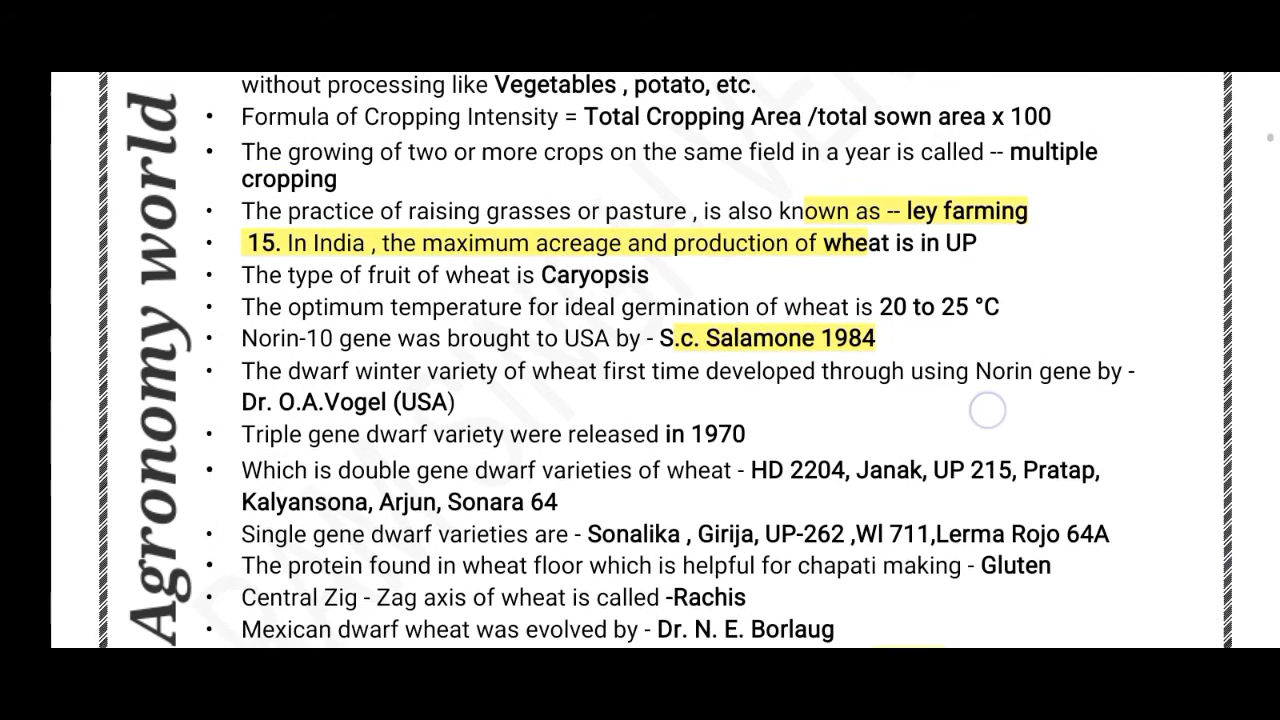 Agronomy world
without processing like Vegetables , potato, etc.
• Formula of Cropping Intensity = Total Cropping Area /total sown area x 100
• The growing of two or more crops on the same field in a year is called -- multiple
cropping
• The practice of raising grasses or pasture , is also known as -- ley farming
• 15. In India , the maximum acreage and production of wheat is in UP
• The type of fruit of wheat is Caryopsis
• The optimum temperature for ideal germination of wheat is 20 to 25 °C
• Norin-10 gene was brought to USA by - S.c. Salamone 1984
• The dwarf winter variety of wheat first time developed through using Norin gene by -
Dr. O.A.Vogel (USA)
• Triple gene dwarf variety were released in 1970
• Which is double gene dwarf varieties of wheat - HD 2204, Janak, UP 215, Pratap,
Kalyansona, Arjun, Sonara 64
• Single gene dwarf varieties are - Sonalika , Girija, UP-262 ,Wl 711,Lerma Rojo 64A
• The protein found in wheat floor which is helpful for chapati making - Gluten
• Central Zig - Zag axis of wheat is called -Rachis
• Mexican dwarf wheat was evolved by - Dr. N. E. Borlaug